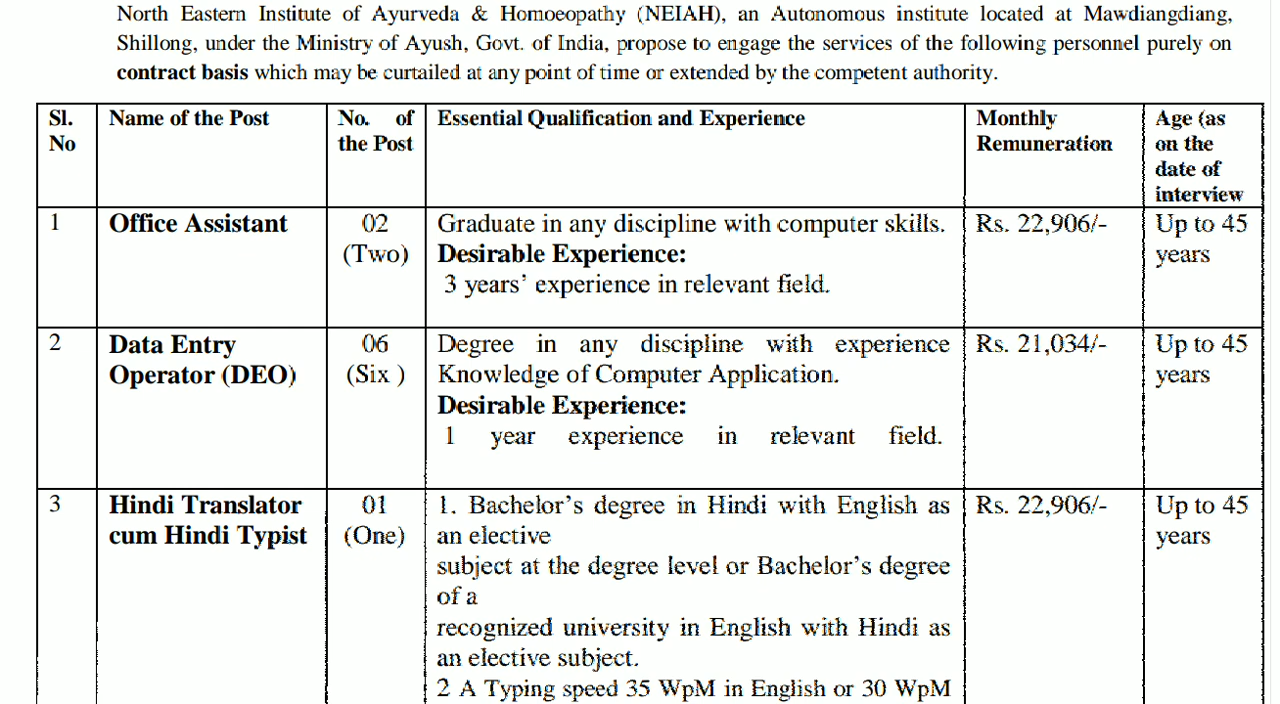 North Eastern Institute of Ayurveda & Homoeopathy (NEIAH), an Autonomous institute located at Mawdiangdiang,
Shillong, under the Ministry of Ayush, Govt. of India, propose to engage the services of the following personnel purely on
contract basis which may be curtailed at any point of time or extended by the competent authority.
Sl. No
Name of the Post
No. of the Post
Essential Qualification and Experience
Monthly Remuneration
Age (as on the date of interview
1
Office Assistant
02
(Two)
Graduate in any discipline with computer skills.
Desirable Experience:
3 years’ experience in relevant field.
Rs. 22,906/-
Up to 45
years
2
Data Entry
Operator (DEO)
06
(Six )
Degree in any discipline with experience
Knowledge of Computer Application.
Desirable Experience:
1 year experience in relevant field.
Rs. 21,034/-
Up to 45
years
3
Hindi Translator
cum Hindi Typist
01
(One)
1. Bachelor’s degree in Hindi with English as
an elective
subject at the degree level or Bachelor’s degree
of a
recognized university in English with Hindi as
an elective subject.
2 A Typing speed 35 WpM in English or 30 WpM
Rs. 22,906/-
Up to 45
years